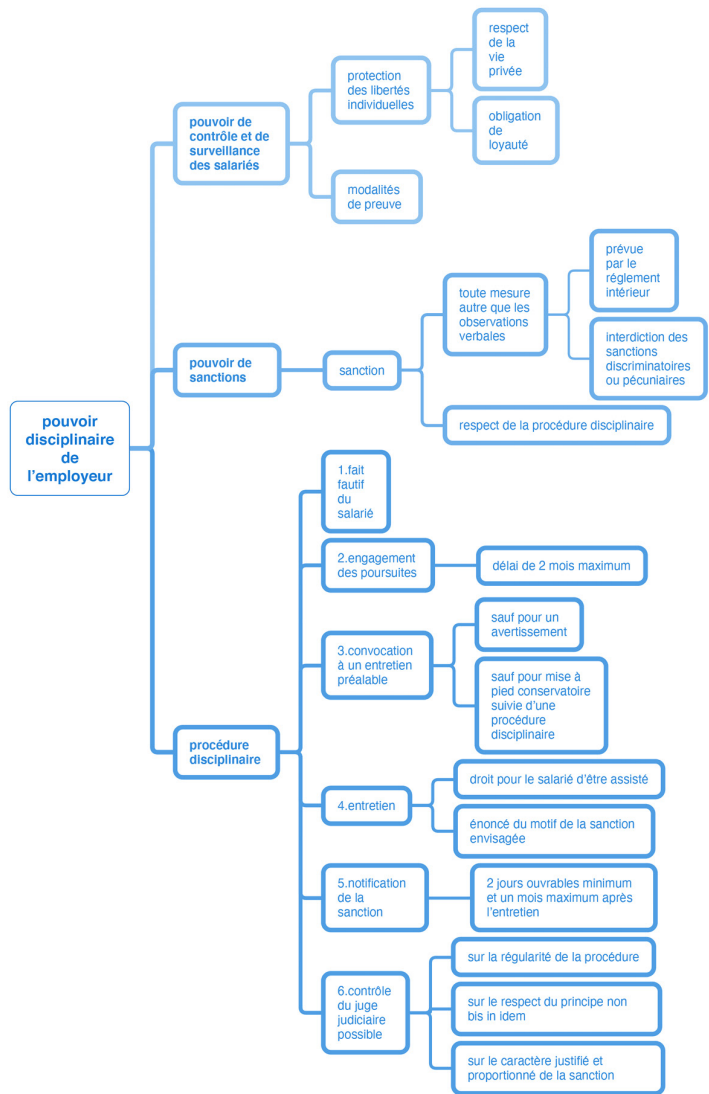 pouvoir
disciplinaire
de
l’employeur
pouvoir de
contrôle et de
surveillance
des salariés
protection
des libertés
individuelles
respect
de la
vie
privée
obligation
de
loyauté
modalités
de preuve
pouvoir de
sanctions
sanction
toute mesure
autre que les
observations
verbales
prévue
par le
réglement
intérieur
interdiction des
sanctions
discriminatoires
ou pécuniaires
respect de la procédure disciplinaire
procédure
disciplinaire
1.fait
fautif
du
salarié
2.engagement
des poursuites
délai de 2 mois maximum
3.convocation
à un entretien
préalable
sauf pour un
avertissement
sauf pour mise à
pied conservatoire
suivie d’une
procédure
disciplinaire
4.entretien
droit pour le salarié d’être assisté
énoncé du motif de la sanction
envisagée
5.notification
de la
sanction
2 jours ouvrables minimum
et un mois maximum après
l’entretien
6.contrôle
du juge
judiciaire
possible
sur la régularité de la procédure
sur le respect du principe non
bis in idem
sur le caractère justifié et
proportionné de la sanction